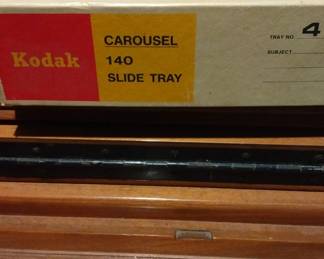 Kodak
CAROUSEL
140
SLIDE TRAY
TRAY NO. 4
SUBJECT